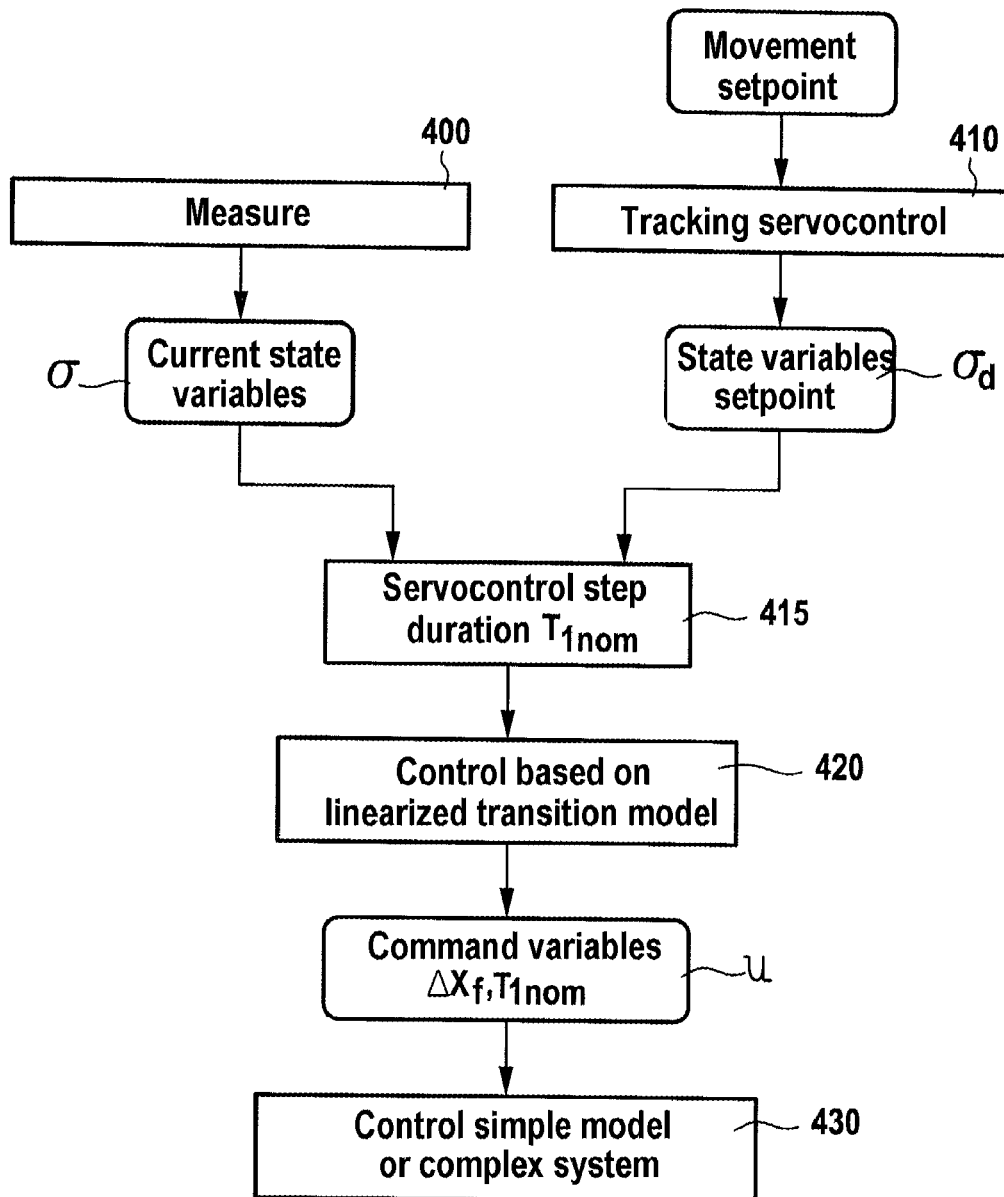 Movement
setpoint
400
410
Measure
Tracking servocontrol
σ
Current state
variables
State variables
setpoint
σd
Servocontrol step
duration T1nom
415
Control based on
linearized transition model
420
Command variables
ΔXf,T1nom
u
Control simple model
or complex system
430